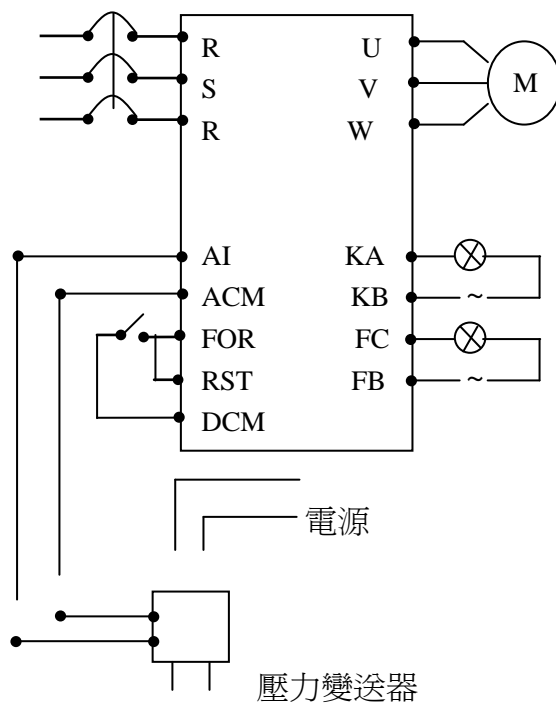 R U
S V M
R W
AI KA
ACM KB ~
FOR FC
RST FB ~
DCM
電源
壓力變送器